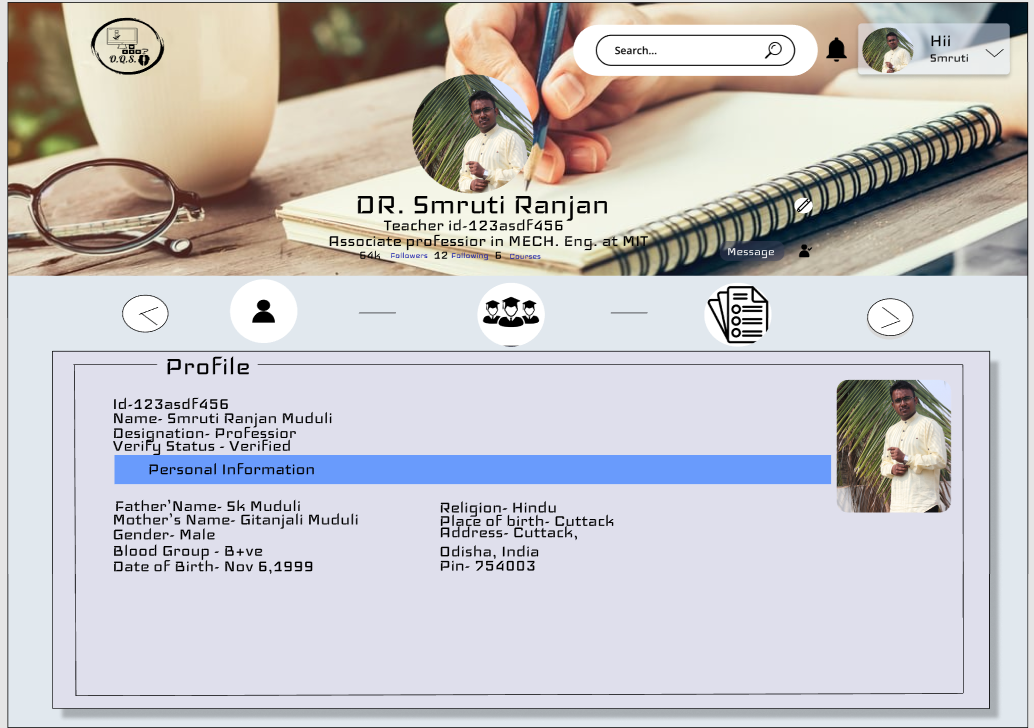 D.Q.S.
Search...
Hii
Smruti
DR. Smruti Ranjan
Teacher id-123asdf456
Associate professior in MECH. Eng. at MIT
64k Followers 12 Following 6 Courses
Message
Profile
Id-123asdf456
Name- Smruti Ranjan Muduli
Designation- Professior
Verify Status - Verified
Personal Information
Father'Name- Sk Muduli
Mother's Name- Gitanjali Muduli
Gender- Male
Blood Group - B+ve
Date of Birth- Nov 6,1999
Religion- Hindu
Place of birth- Cuttack
Address- Cuttack,
Odisha, India
Pin- 754003